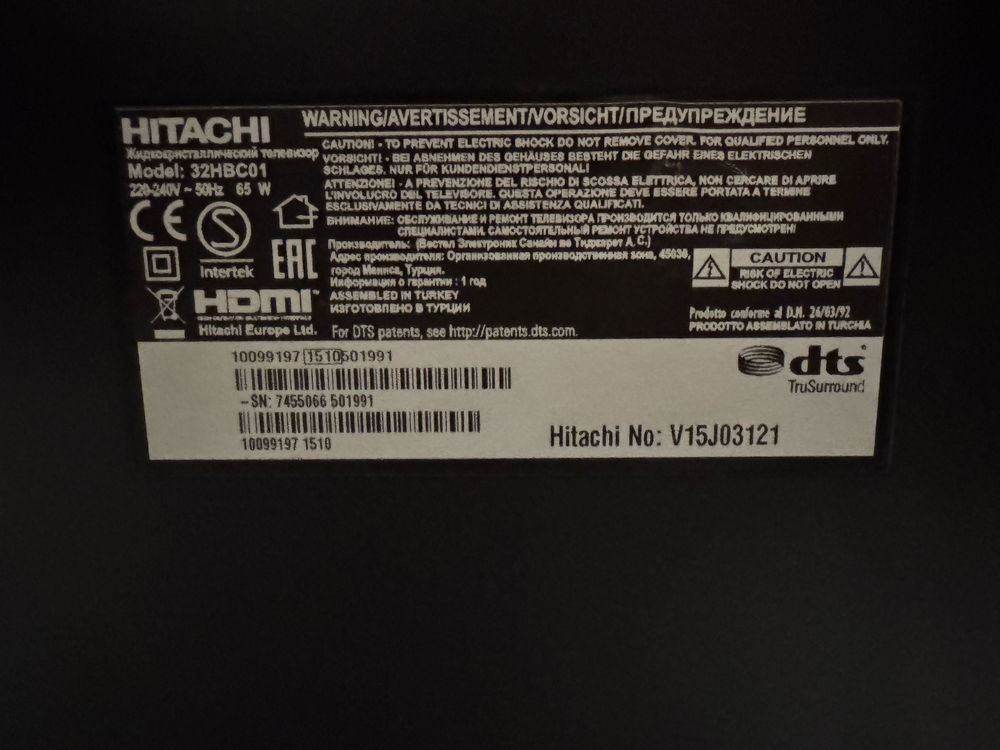 HITACHI
Жидкокристаллический телевизор
Model: 32HBC01
220-240V ~ 50Hz 65 W
CE
S
Intertek
EAC
HDMI™
Hitachi Europe Ltd.
WARNING/AVERTISSEMENT/VORSICHT/ПРЕДУПРЕЖДЕНИЕ
CAUTION! - TO PREVENT ELECTRIC SHOCK DO NOT REMOVE COVER. FOR QUALIFIED PERSONNEL ONLY.
VORSICHT! - BEI ABNEHMEN DES GEHÄUSES BESTEHT DIE GEFAHR EINES ELEKTRISCHEN
SCHLAGES. NUR FÜR KUNDENDIENSTPERSONAL!
ATTENZIONE! - A PREVENZIONE DEL RISCHIO DI SCOSSA ELETTRICA, NON CERCARE DI APRIRE
L'INVOLUCRO DEL TELEVISORE. QUESTA OPERAZIONE DEVE ESSERE PORTATA A TERMINE
ESCLUSIVAMENTE DA TECNICI DI ASSISTENZA QUALIFICATI.
ВНИМАНИЕ: ОБСЛУЖИВАНИЕ И РЕМОНТ ТЕЛЕВИЗОРА ПРОИЗВОДИТСЯ ТОЛЬКО КВАЛИФИЦИРОВАННЫМИ
СПЕЦИАЛИСТАМИ. САМОСТОЯТЕЛЬНЫЙ РЕМОНТ УСТРОЙСТВА НЕ ПРЕДУСМОТРЕН!
Производитель: (Вестел Электроник Санайи ве Тиджарет А.С.)
Адрес производителя: Организованная производственная зона, 45030,
город Маниса, Турция.
Информация о гарантии : 1 год
ASSEMBLED IN TURKEY
ИЗГОТОВЛЕНО В ТУРЦИИ
For DTS patents, see http://patents.dts.com.
CAUTION
RISK OF ELECTRIC
SHOCK DO NOT OPEN
Prodotto conforme al D.M. 26/03/92
PRODOTTO ASSEMBLATO IN TURCHIA
10099197 1510 501991
-SN: 7455066 501991
10099197 1510
dts
TruSurround
Hitachi No: V15J03121